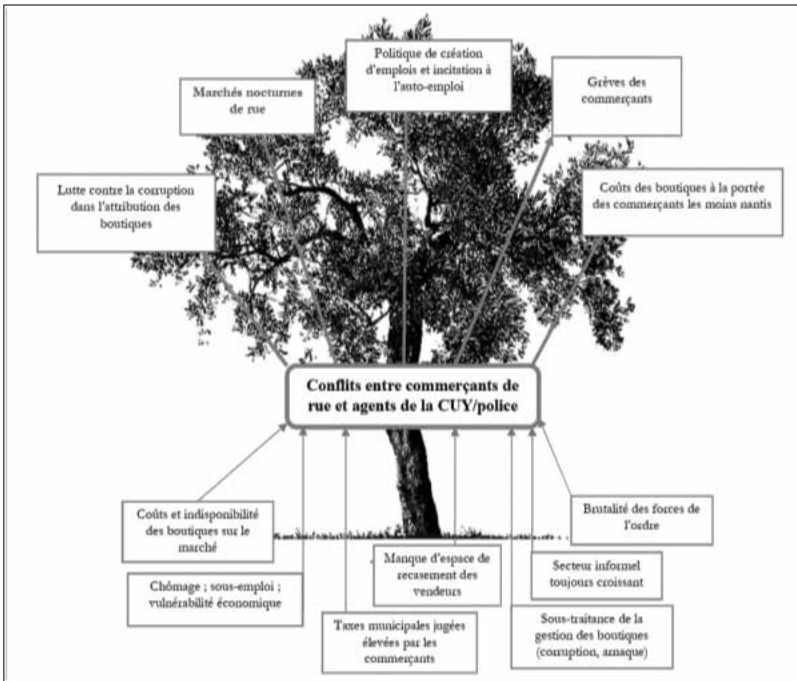 Politique de création
d'emplois et incitation à
l'auto-emploi
Marchés nocturnes
de rue
Grèves des
commerçants
Lutte contre la corruption
dans l'attribution des
boutiques
Coûts des boutiques à la portée
des commerçants les moins nantis
Conflits entre commerçants de
rue et agents de la CUY/police
Coûts et indisponibilité
des boutiques sur le
marché
Brutalité des forces de
l'ordre
Manque d'espace de
recasement des
vendeurs
Secteur informel
toujours croissant
Chômage ; sous-emploi ;
vulnérabilité économique
Taxes municipales jugées
élevées par les
commerçants
Sous-traitance de la
gestion des boutiques
(corruption, arnaque)